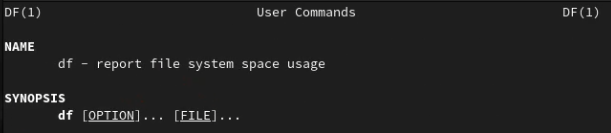 DF(1) User Commands DF(1)
NAME
df - report file system space usage
SYNOPSIS
df [OPTION]... [FILE]...